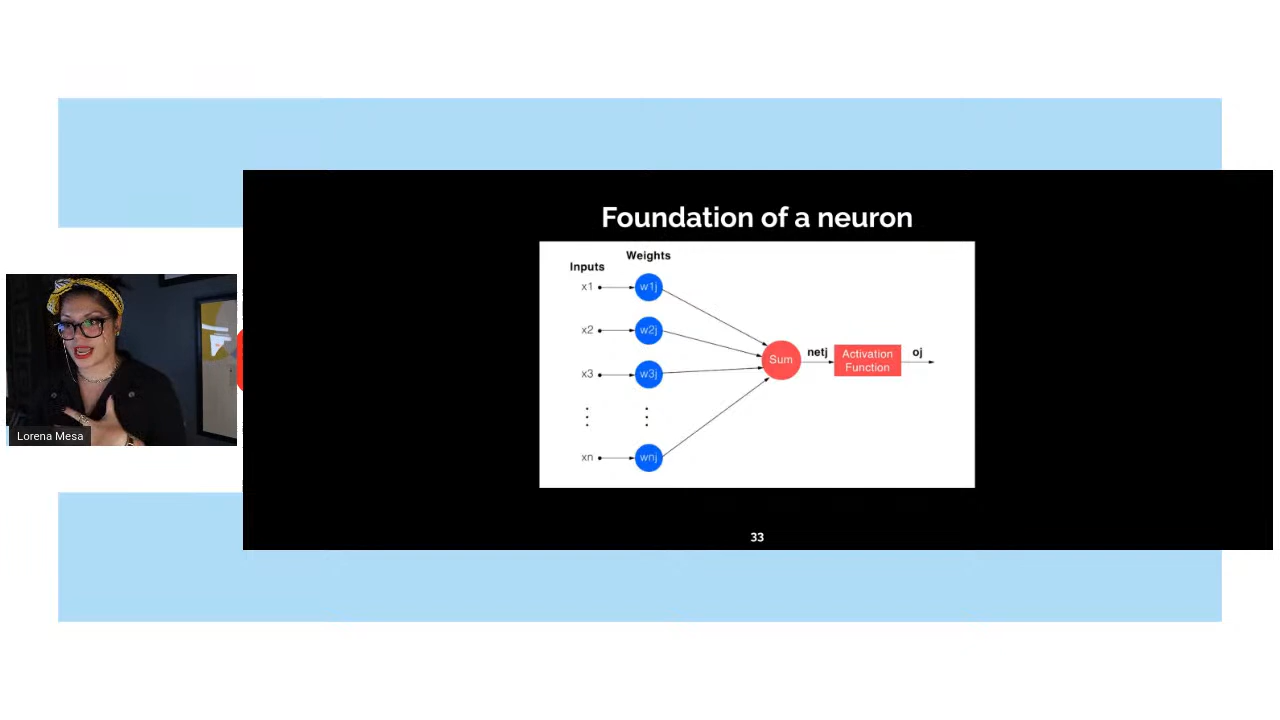 Foundation of a neuron
Weights
Inputs
x1 w1j
x2 w2j
x3 w3j
xn wnj
Sum
netj
Activation
Function
oj
Lorena Mesa
33